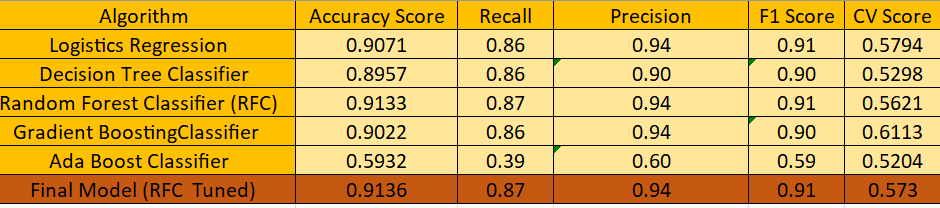 Algorithm Accuracy Score Recall Precision F1 Score CV Score
Logistics Regression 0.9071 0.86 0.94 0.91 0.5794
Decision Tree Classifier 0.8957 0.86 0.90 0.90 0.5298
Random Forest Classifier (RFC) 0.9133 0.87 0.94 0.91 0.5621
Gradient BoostingClassifier 0.9022 0.86 0.94 0.90 0.6113
Ada Boost Classifier 0.5932 0.39 0.60 0.59 0.5204
Final Model (RFC Tuned) 0.9136 0.87 0.94 0.91 0.573